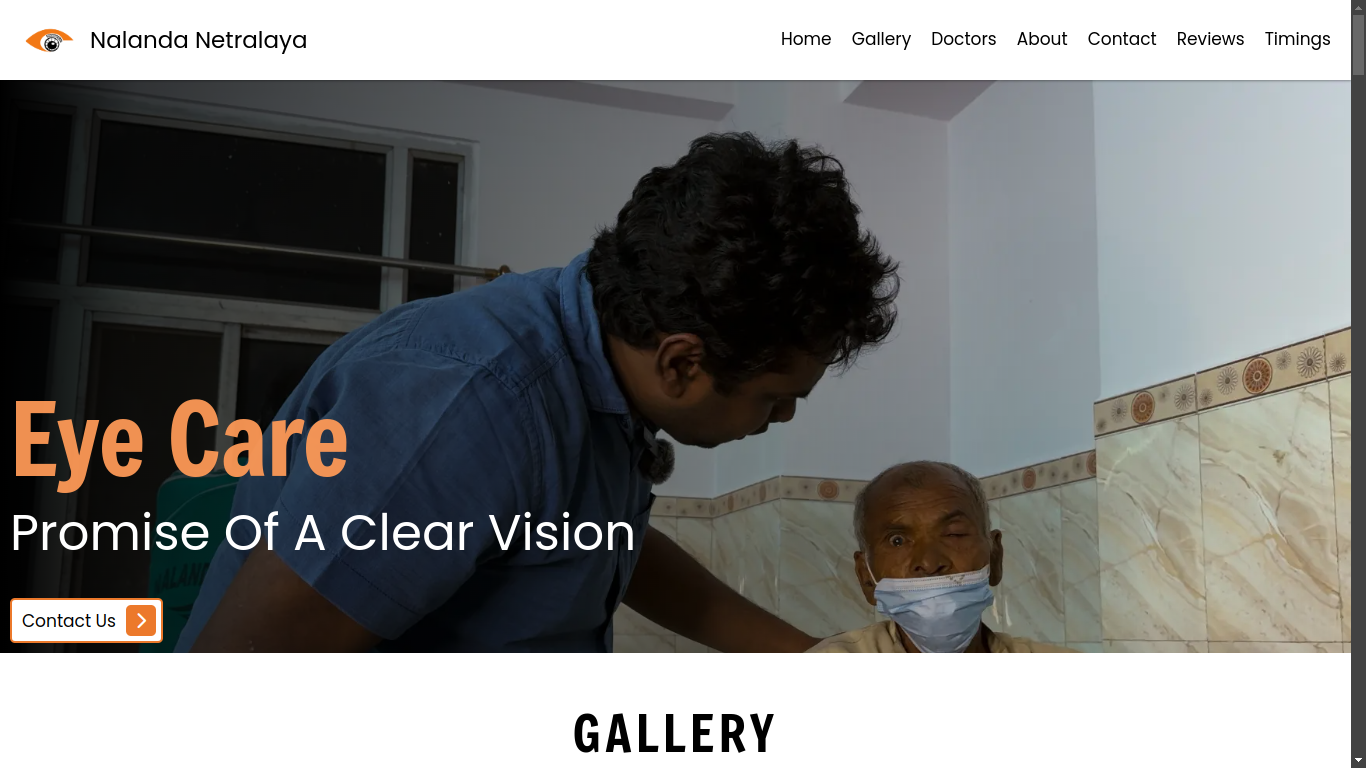 Nalanda Netralaya
Home Gallery Doctors About Contact Reviews Timings
Eye Care
Promise Of A Clear Vision
Contact Us
GALLERY